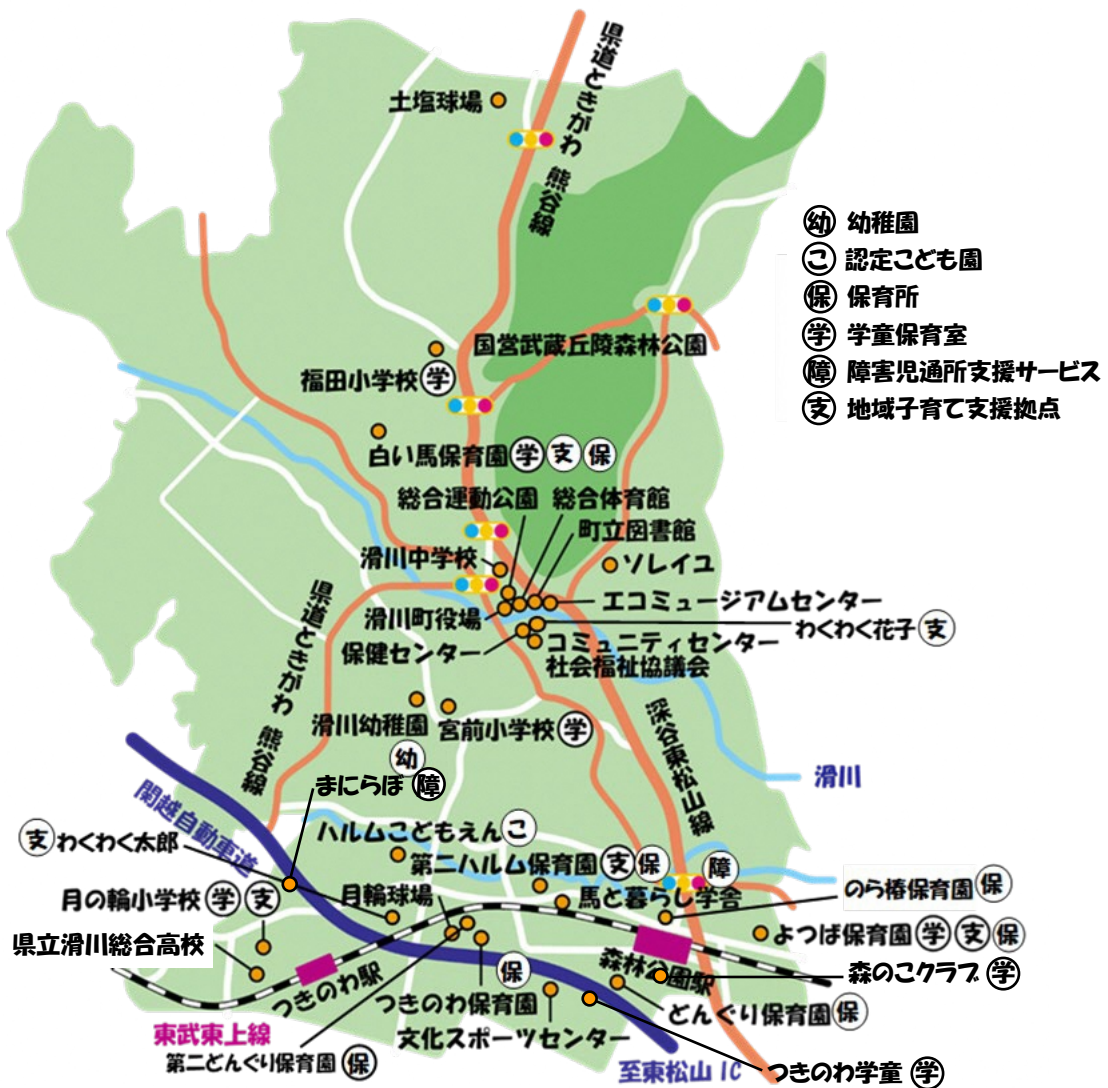 県道ときがわ 熊谷線
土塩球場
幼 幼稚園
こ 認定こども園
保 保育所
学 学童保育室
障 障害児通所支援サービス
支 地域子育て支援拠点
国営武蔵丘陵森林公園
福田小学校 学
白い馬保育園 学 支 保
総合運動公園 総合体育館
町立図書館
滑川中学校
ソレイユ
エコミュージアムセンター
滑川町役場
わくわく花子 支
保健センター
コミュニティセンター
社会福祉協議会
県道ときがわ 熊谷線
滑川幼稚園
幼
宮前小学校 学
深谷東松山線
滑川
関越自動車道
まにらぼ 障
支 わくわく太郎
ハルムこどもえん こ
第二ハルム保育園 支 保
障
馬と暮らし学舎
のら椿保育園 保
月の輪小学校 学 支
月輪球場
県立滑川総合高校
よつば保育園 学 支 保
つきのわ駅
保
つきのわ保育園
森林公園駅
森のこクラブ 学
どんぐり保育園 保
文化スポーツセンター
東武東上線
第二どんぐり保育園 保
至東松山 IC
つきのわ学童 学